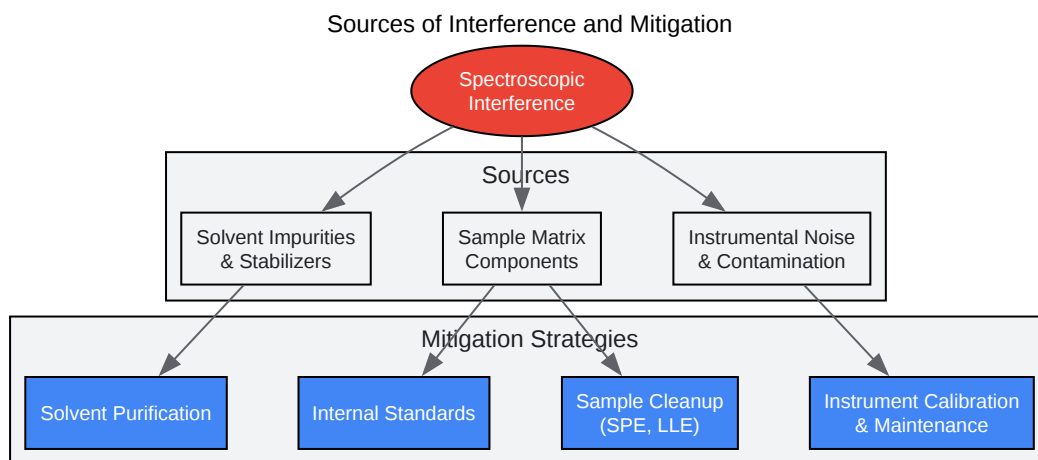 Sources of Interference and Mitigation
Spectroscopic
Interference
Sources
Solvent Impurities
& Stabilizers
Sample Matrix
Components
Instrumental Noise
& Contamination
Mitigation Strategies
Solvent Purification
Internal Standards
Sample Cleanup
(SPE, LLE)
Instrument Calibration
& Maintenance